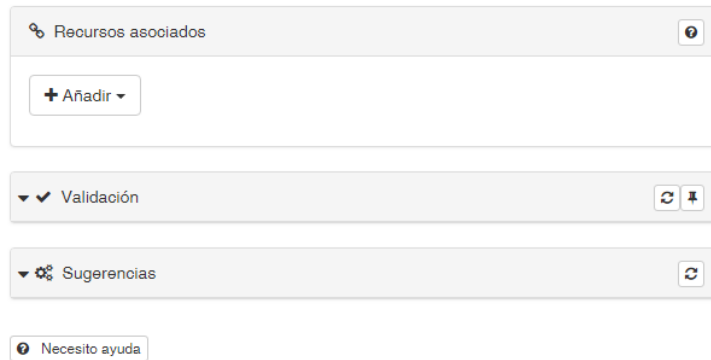 Recursos asociados
Añadir
Validación
Sugerencias
Necesito ayuda